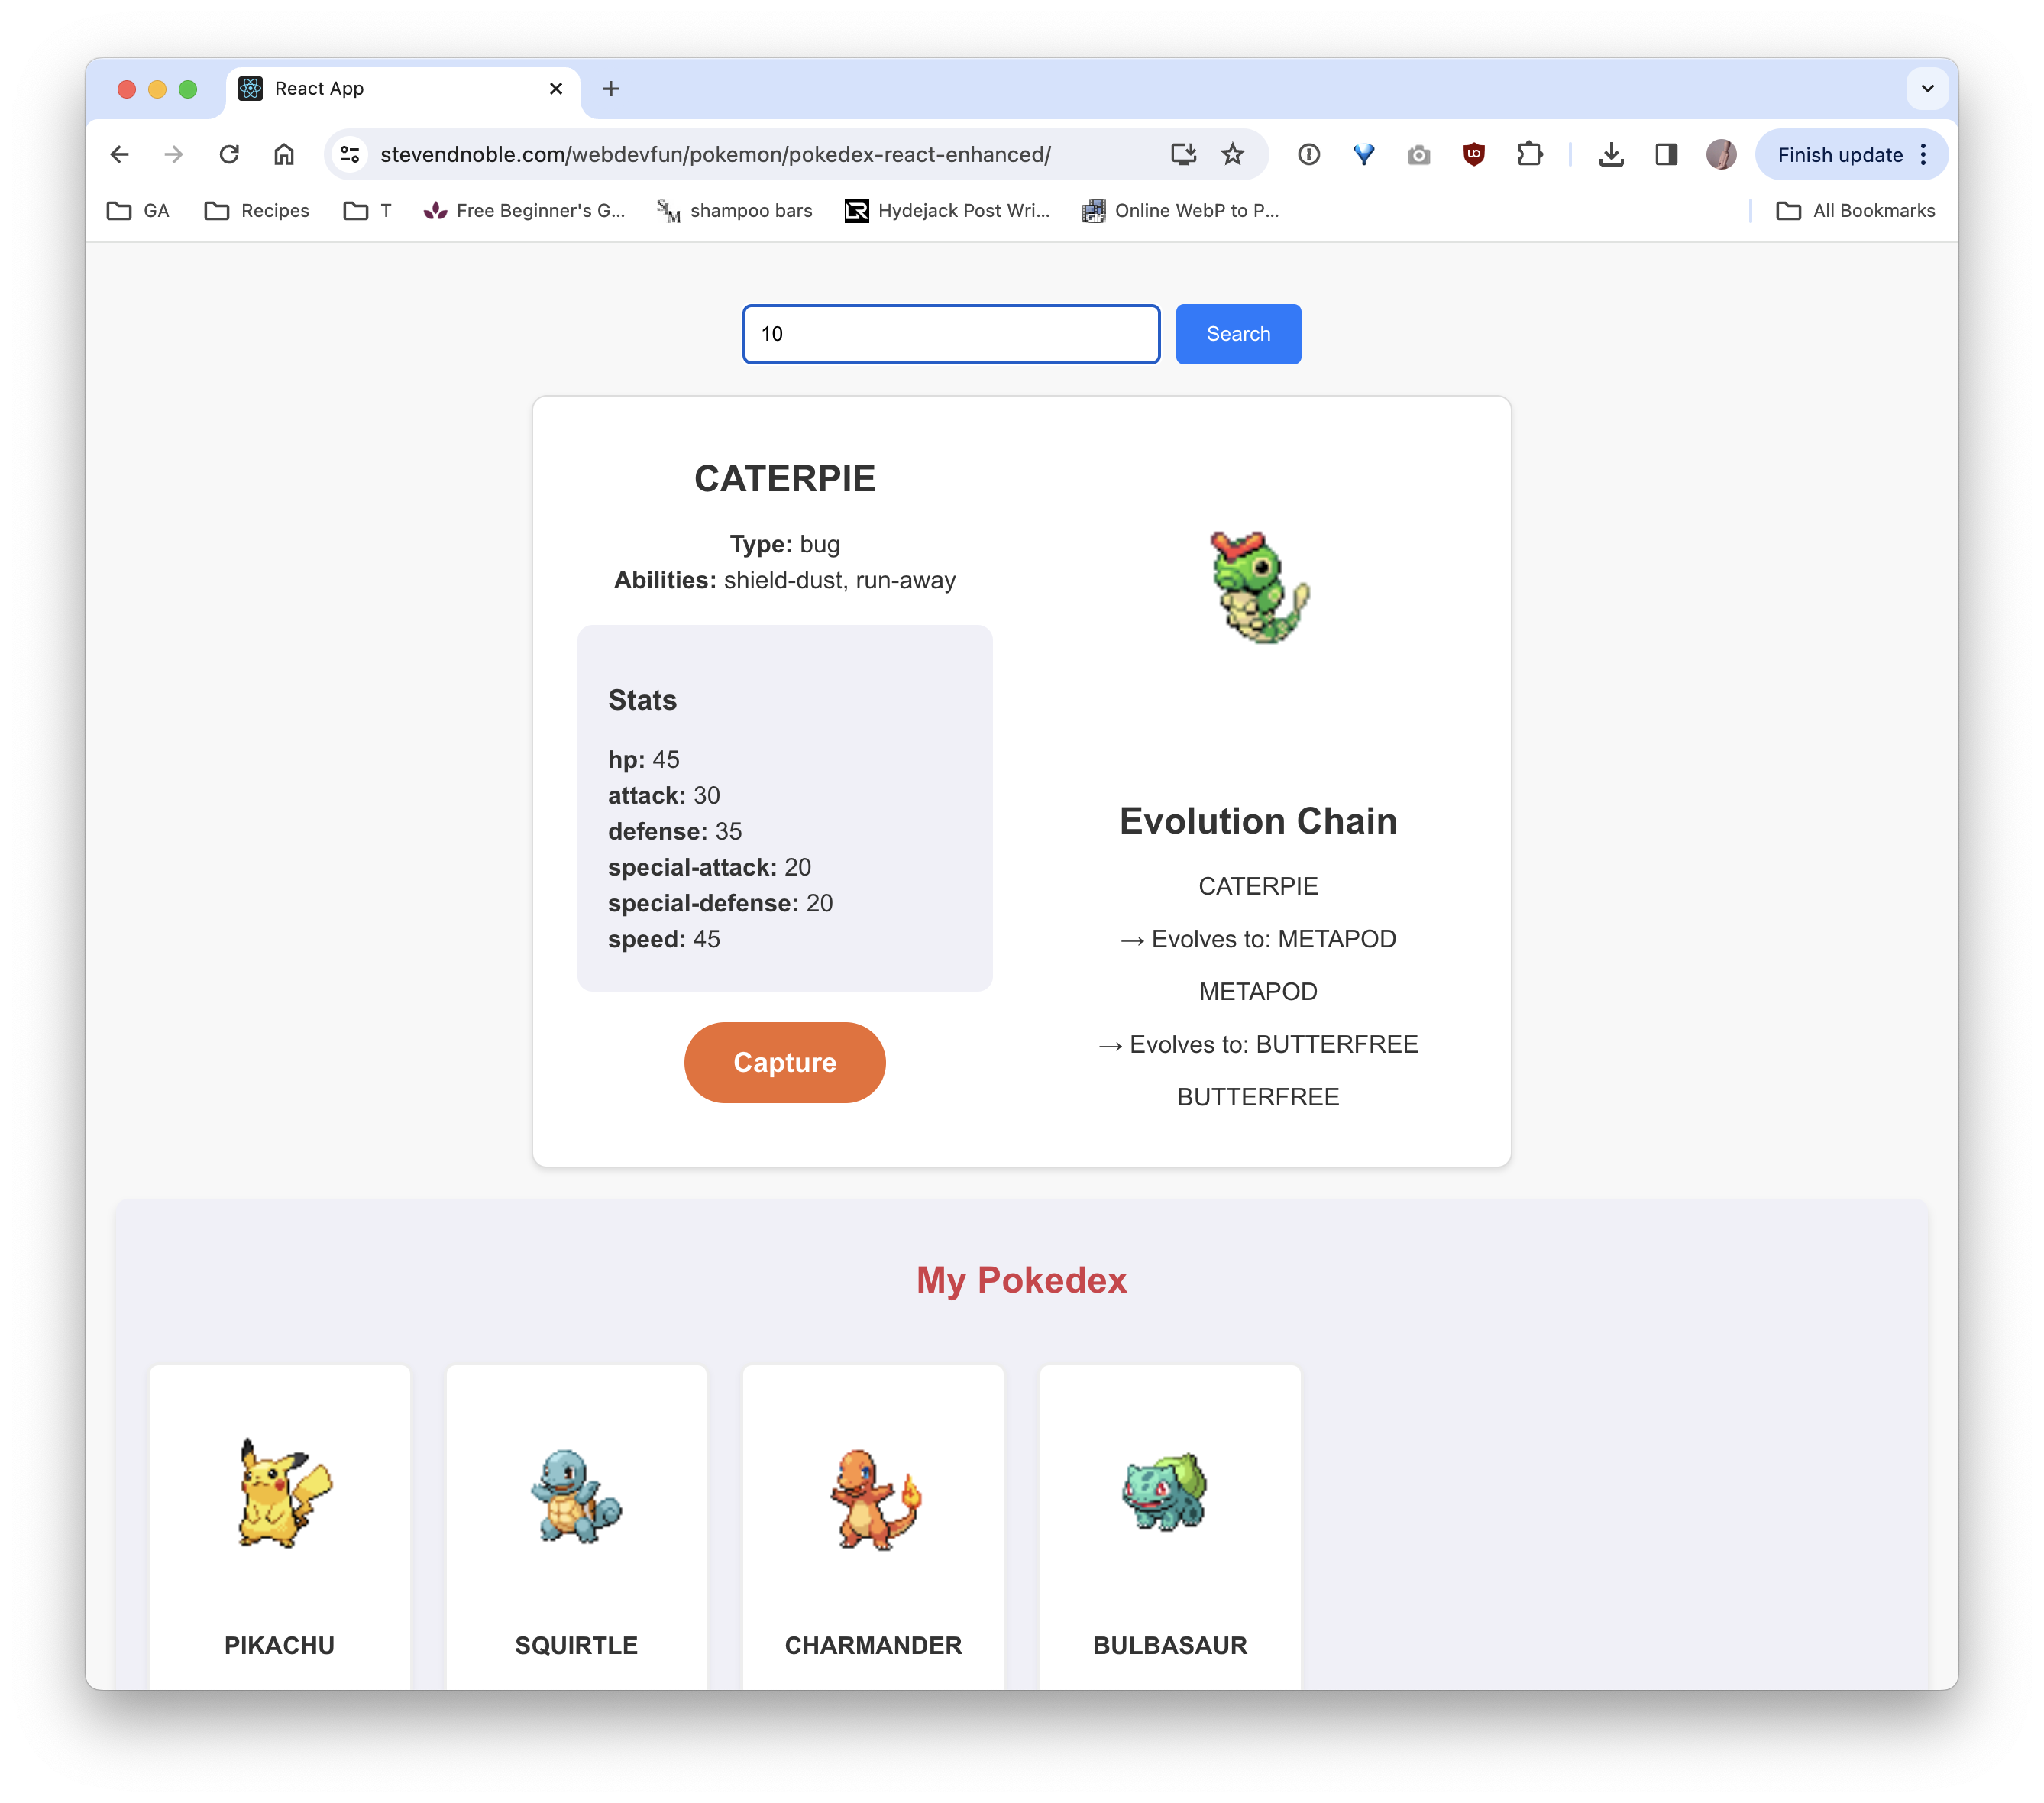 React App
stevendnoble.com/webdevfun/pokemon/pokedex-react-enhanced/
Finish update
GA
Recipes
T
Free Beginner's G...
shampoo bars
Hydejack Post Wri...
Online WebP to P...
All Bookmarks
10
Search
CATERPIE
Type: bug
Abilities: shield-dust, run-away
Stats
hp: 45
attack: 30
defense: 35
special-attack: 20
special-defense: 20
speed: 45
Capture
Evolution Chain
CATERPIE
→ Evolves to: METAPOD
METAPOD
→ Evolves to: BUTTERFREE
BUTTERFREE
My Pokedex
PIKACHU
SQUIRTLE
CHARMANDER
BULBASAUR